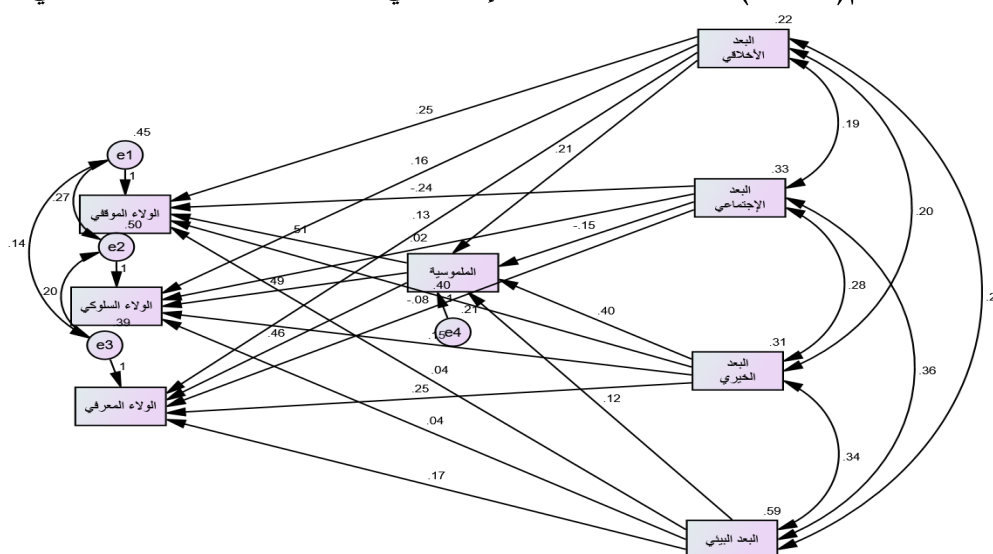 .22
البعد
الأخلاقي
.45
e1
.25
.19
.27
1
.16
.21
.33
البعد
الإجتماعي
-.24
الولاء الموقفي
.50
.13
.51
.02
-.15
.20
.14
e2
الملموسية
.40
1
.49
-.08
.21
.28
.20
الولاء السلوكي
.39
e4
.40
.15
.46
.31
e3
البعد
الخيري
.36
1
.04
.25
.12
الولاء المعرفي
.04
.34
.17
.59
البعد البيئي